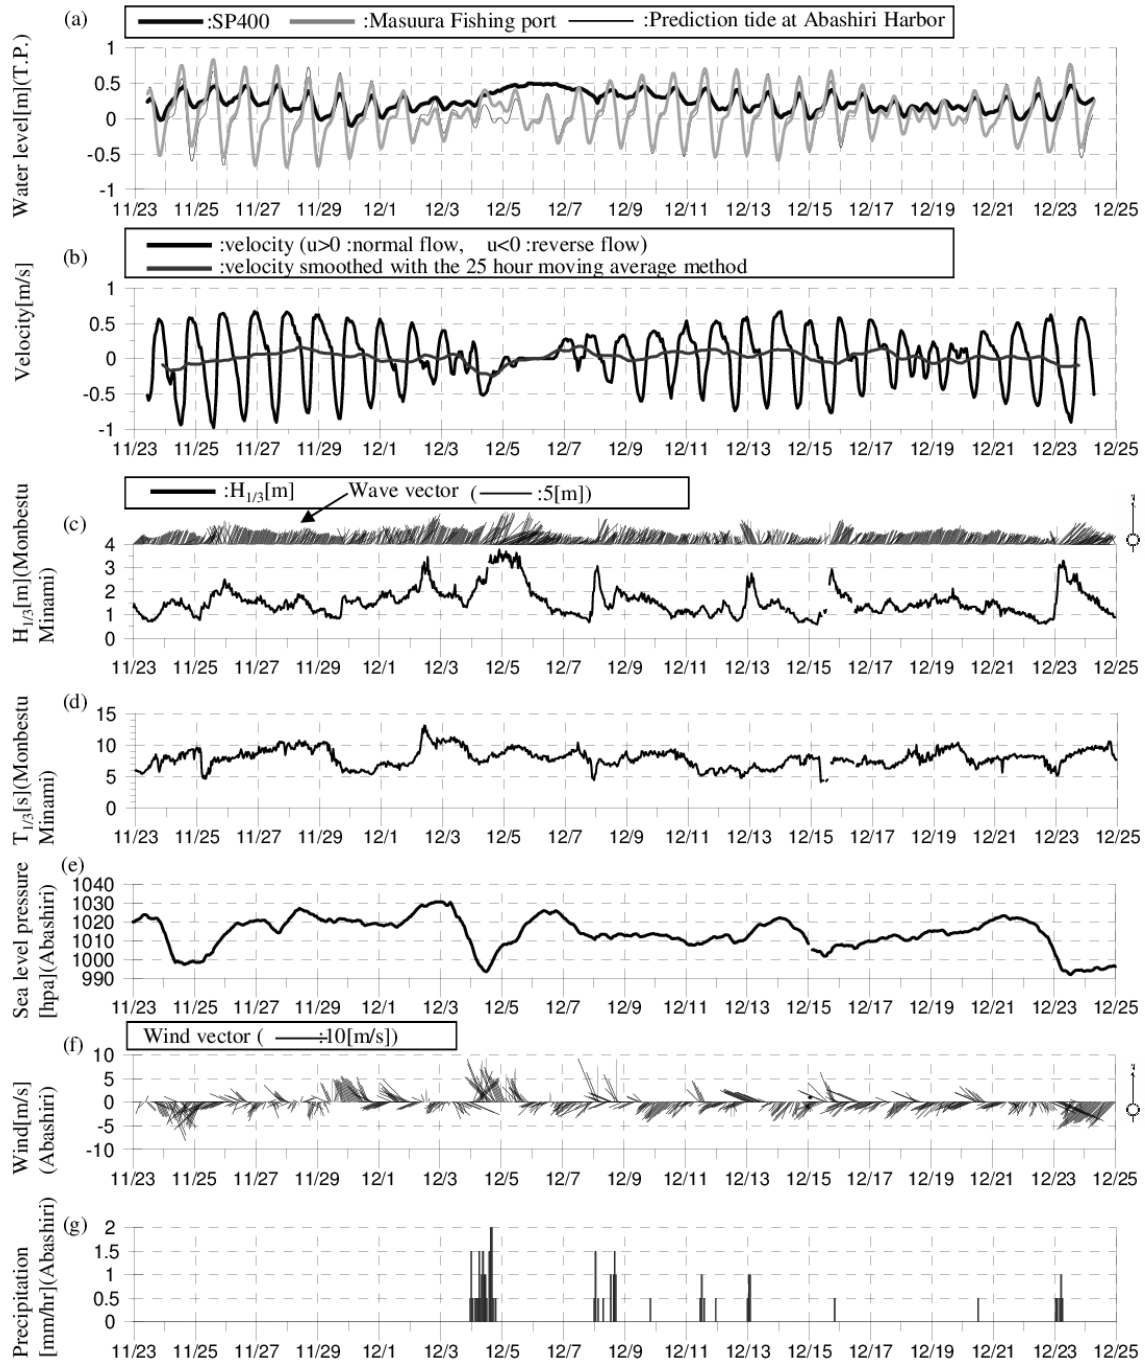 (a) :SP400 :Masuura Fishing port :Prediction tide at Abashiri Harbor
Water level[m](T.P.)
1
0.5
0
-0.5
-1
11/23 11/25 11/27 11/29 12/1 12/3 12/5 12/7 12/9 12/11 12/13 12/15 12/17 12/19 12/21 12/23 12/25
(b) :velocity (u>0 :normal flow, u<0 :reverse flow)
:velocity smoothed with the 25 hour moving average method
Velocity[m/s]
1
0.5
0
-0.5
-1
11/23 11/25 11/27 11/29 12/1 12/3 12/5 12/7 12/9 12/11 12/13 12/15 12/17 12/19 12/21 12/23 12/25
:H1/3[m] Wave vector ( :5[m])
(c)
H1/3[m](Monbestu
Minami)
4
3
2
1
0
11/23 11/25 11/27 11/29 12/1 12/3 12/5 12/7 12/9 12/11 12/13 12/15 12/17 12/19 12/21 12/23 12/25
(d)
T1/3[s](Monbestu
Minami)
15
10
5
0
11/23 11/25 11/27 11/29 12/1 12/3 12/5 12/7 12/9 12/11 12/13 12/15 12/17 12/19 12/21 12/23 12/25
(e)
Sea level pressure
[hpa](Abashiri)
1040
1030
1020
1010
1000
990
11/23 11/25 11/27 11/29 12/1 12/3 12/5 12/7 12/9 12/11 12/13 12/15 12/17 12/19 12/21 12/23 12/25
Wind vector ( :10[m/s])
(f)
Wind[m/s]
(Abashiri)
10
5
0
-5
-10
11/23 11/25 11/27 11/29 12/1 12/3 12/5 12/7 12/9 12/11 12/13 12/15 12/17 12/19 12/21 12/23 12/25
(g)
Precipitation
[mm/hr](Abashiri)
2
1.5
1
0.5
0
11/23 11/25 11/27 11/29 12/1 12/3 12/5 12/7 12/9 12/11 12/13 12/15 12/17 12/19 12/21 12/23 12/25